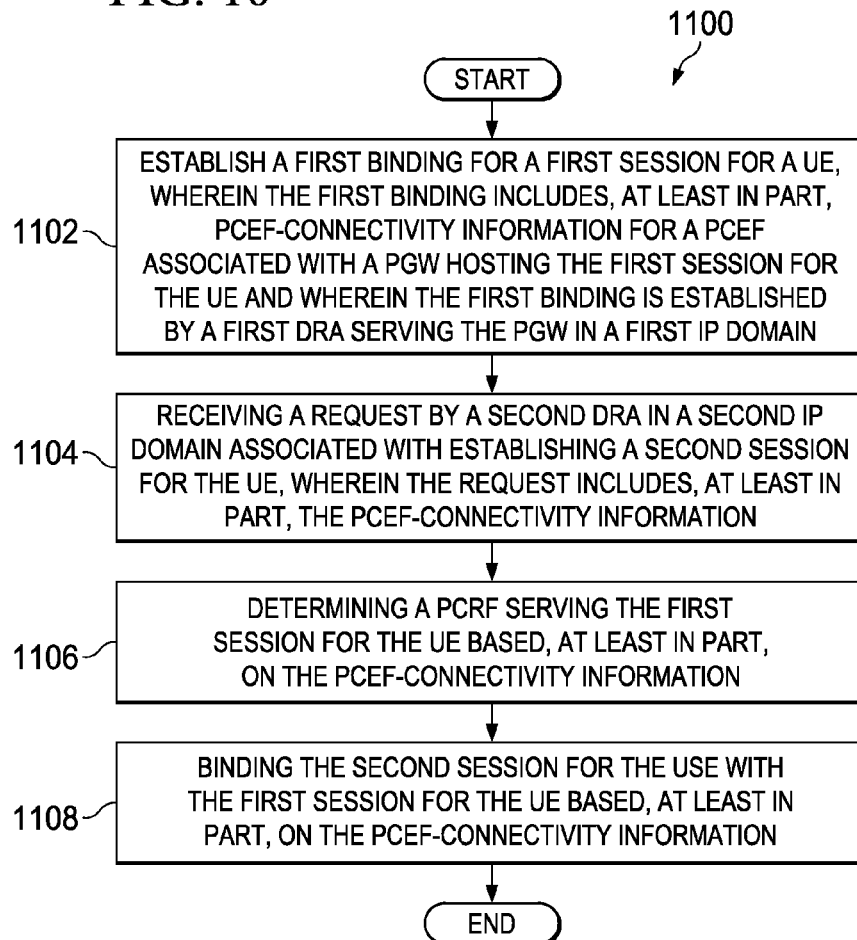 FIG. 10
1100
START
1102
ESTABLISH A FIRST BINDING FOR A FIRST SESSION FOR A UE,
WHEREIN THE FIRST BINDING INCLUDES, AT LEAST IN PART,
PCEF-CONNECTIVITY INFORMATION FOR A PCEF
ASSOCIATED WITH A PGW HOSTING THE FIRST SESSION FOR
THE UE AND WHEREIN THE FIRST BINDING IS ESTABLISHED
BY A FIRST DRA SERVING THE PGW IN A FIRST IP DOMAIN
1104
RECEIVING A REQUEST BY A SECOND DRA IN A SECOND IP
DOMAIN ASSOCIATED WITH ESTABLISHING A SECOND SESSION
FOR THE UE, WHEREIN THE REQUEST INCLUDES, AT LEAST IN
PART, THE PCEF-CONNECTIVITY INFORMATION
1106
DETERMINING A PCRF SERVING THE FIRST
SESSION FOR THE UE BASED, AT LEAST IN PART,
ON THE PCEF-CONNECTIVITY INFORMATION
1108
BINDING THE SECOND SESSION FOR THE USE WITH
THE FIRST SESSION FOR THE UE BASED, AT LEAST IN
PART, ON THE PCEF-CONNECTIVITY INFORMATION
END